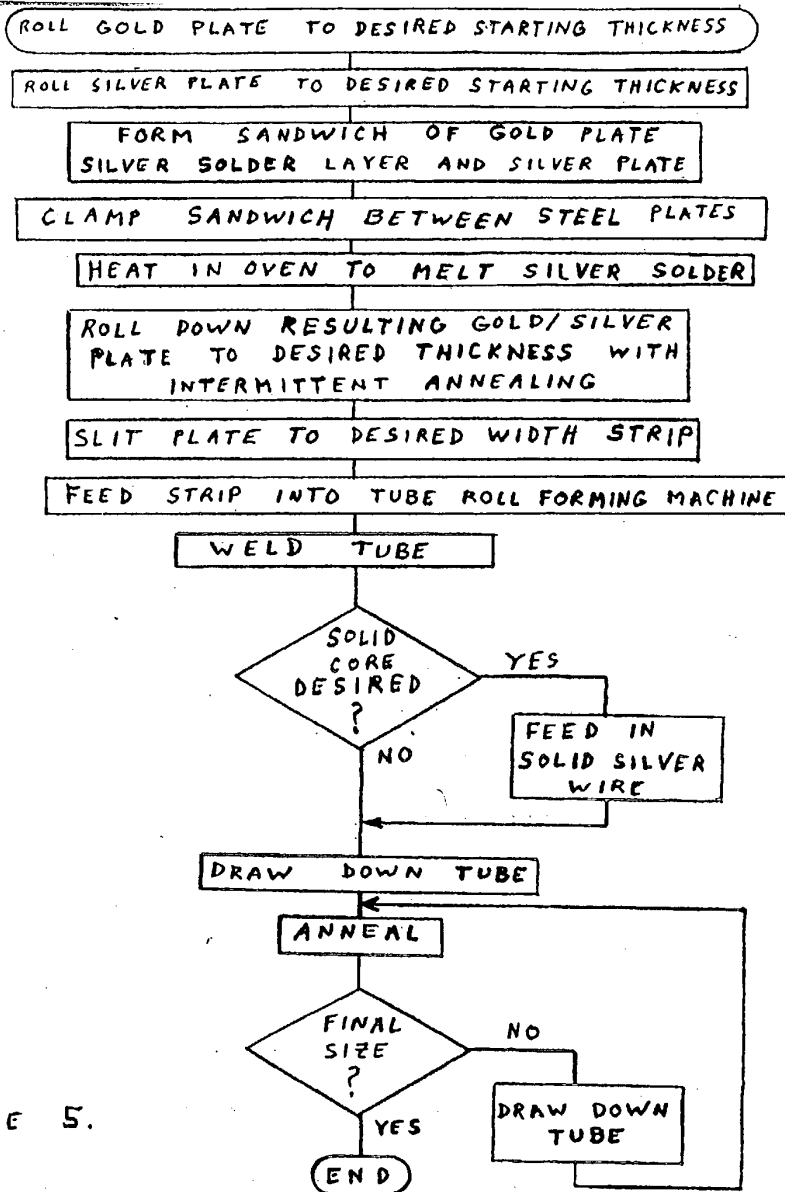 ROLL GOLD PLATE TO DESIRED STARTING THICKNESS
ROLL SILVER PLATE TO DESIRED STARTING THICKNESS
FORM SANDWICH OF GOLD PLATE
SILVER SOLDER LAYER AND SILVER PLATE
CLAMP SANDWICH BETWEEN STEEL PLATES
HEAT IN OVEN TO MELT SILVER SOLDER
ROLL DOWN RESULTING GOLD/SILVER
PLATE TO DESIRED THICKNESS WITH
INTERMITTENT ANNEALING
SLIT PLATE TO DESIRED WIDTH STRIP
FEED STRIP INTO TUBE ROLL FORMING MACHINE
WELD TUBE
SOLID
CORE
DESIRED
?
YES
NO
FEED IN
SOLID SILVER
WIRE
DRAW DOWN TUBE
ANNEAL
FINAL
SIZE
?
NO
DRAW DOWN
TUBE
YES
E 5.
END